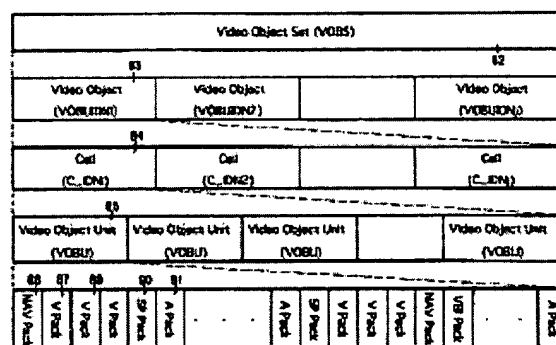 Video Object Set (VOBS)
83
82
Video Object
(VOB_IDN1)
Video Object
(VOB_IDN2)
Video Object
(VOB_IDNj)
84
Cell
(C_IDN1)
Cell
(C_IDN2)
Cell
(C_IDNj)
85
Video Object Unit
(VOBU)
Video Object Unit
(VOBU)
Video Object Unit
(VOBU)
Video Object Unit
(VOBU)
86 87 89 90 91
NAV Pack
V Pack
V Pack
V Pack
SP Pack
A Pack
A Pack
SP Pack
V Pack
V Pack
V Pack
NAV Pack
VBI Pack
A Pack